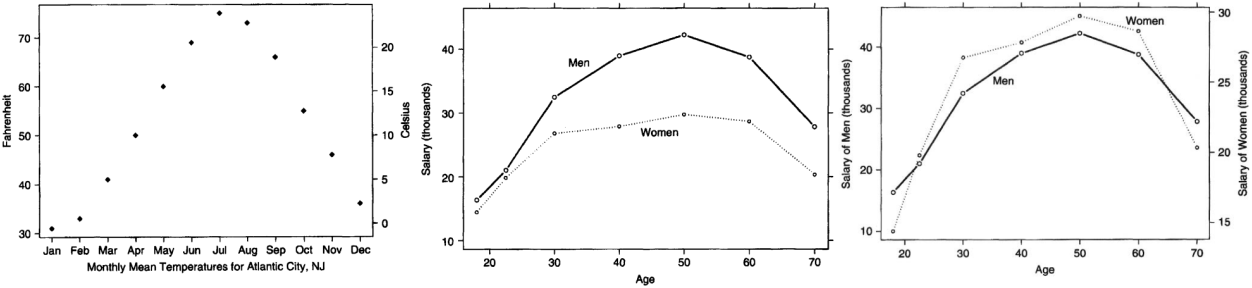 Fahrenheit
70
60
50
40
30
20
15
10
5
0
Celsius
Jan Feb Mar Apr May Jun Jul Aug Sep Oct Nov Dec
Monthly Mean Temperatures for Atlantic City, NJ
Salary (thousands)
40
30
20
10
Men
Women
20 30 40 50 60 70
Age
Salary of Men (thousands)
40
30
20
10
Women
Men
30
25
20
15
Salary of Women (thousands)
20 30 40 50 60 70
Age